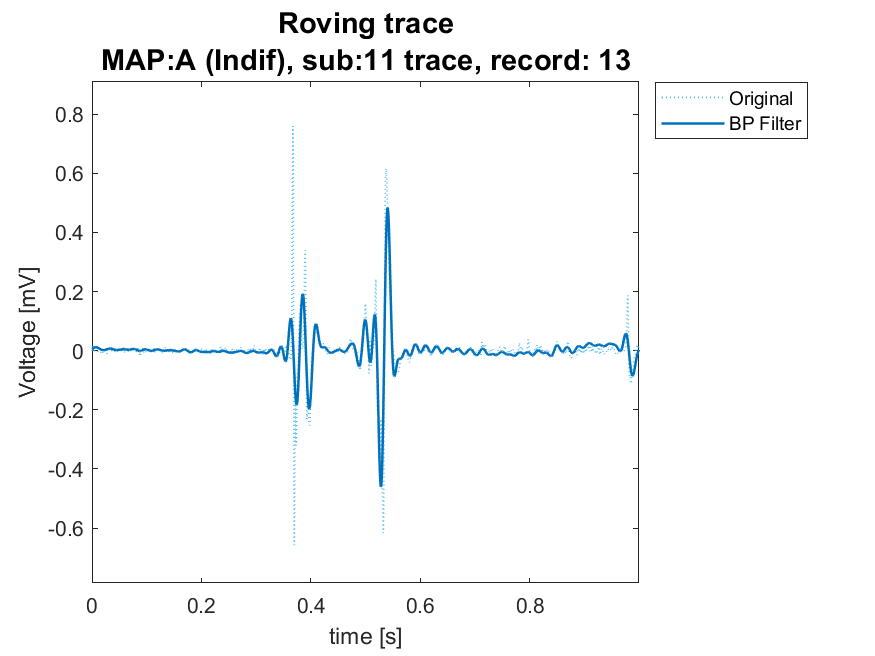 Roving trace
MAP:A (Indif), sub:11 trace, record: 13
Original
BP Filter
0.8
0.6
0.4
0.2
0
-0.2
-0.4
-0.6
Voltage [mV]
0
0.2
0.4
0.6
0.8
time [s]